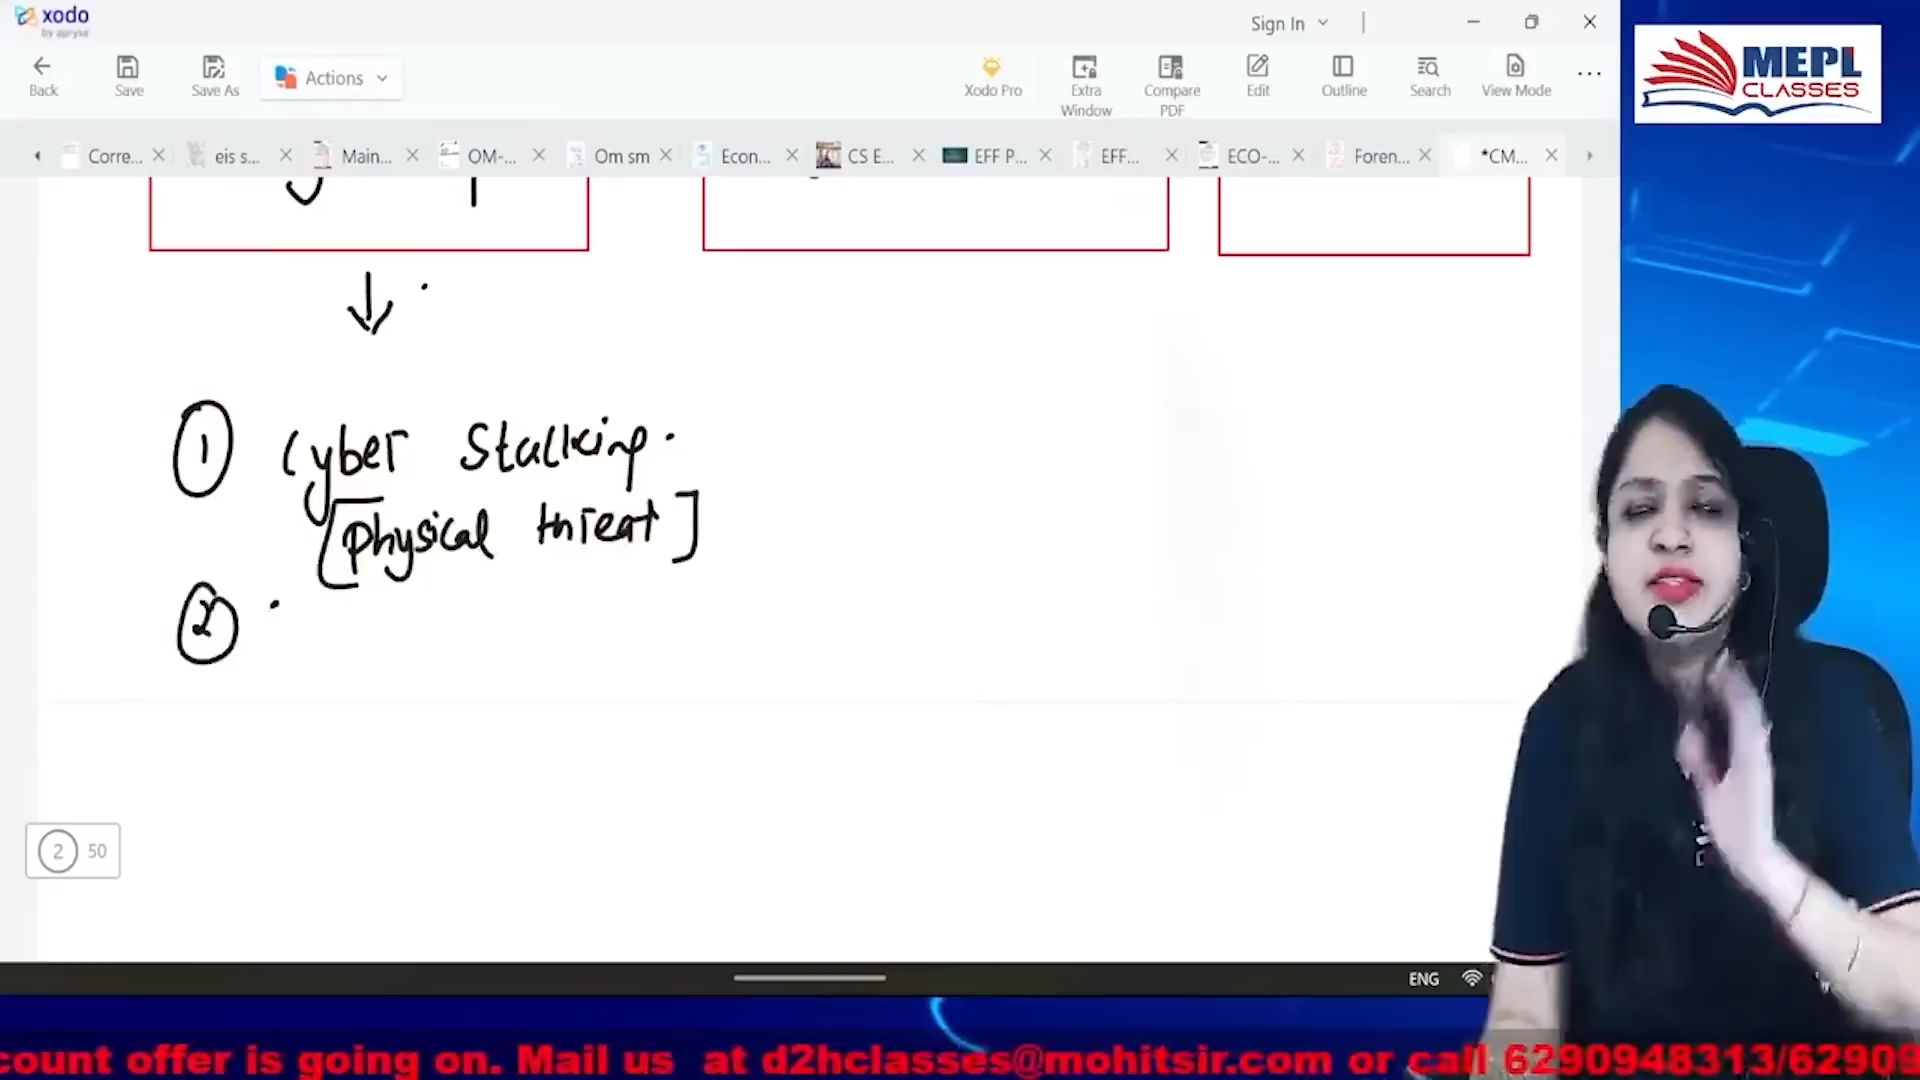 xodo
by apryse
Sign In
Back
Save
Save As
Actions
Xodo Pro
Extra Window
Compare PDF
Edit
Outline
Search
View Mode
Corre...
eis s...
Main...
OM-...
Om sm
Econ...
CS E...
EFF P...
EFF...
ECO-...
Foren...
*CM...
MEPL
CLASSES
1 Cyber Stalking.
[Physical threat]
2
2 50
ENG
count offer is going on. Mail us at d2hclasses@mohitsir.com or call 6290948313/62909